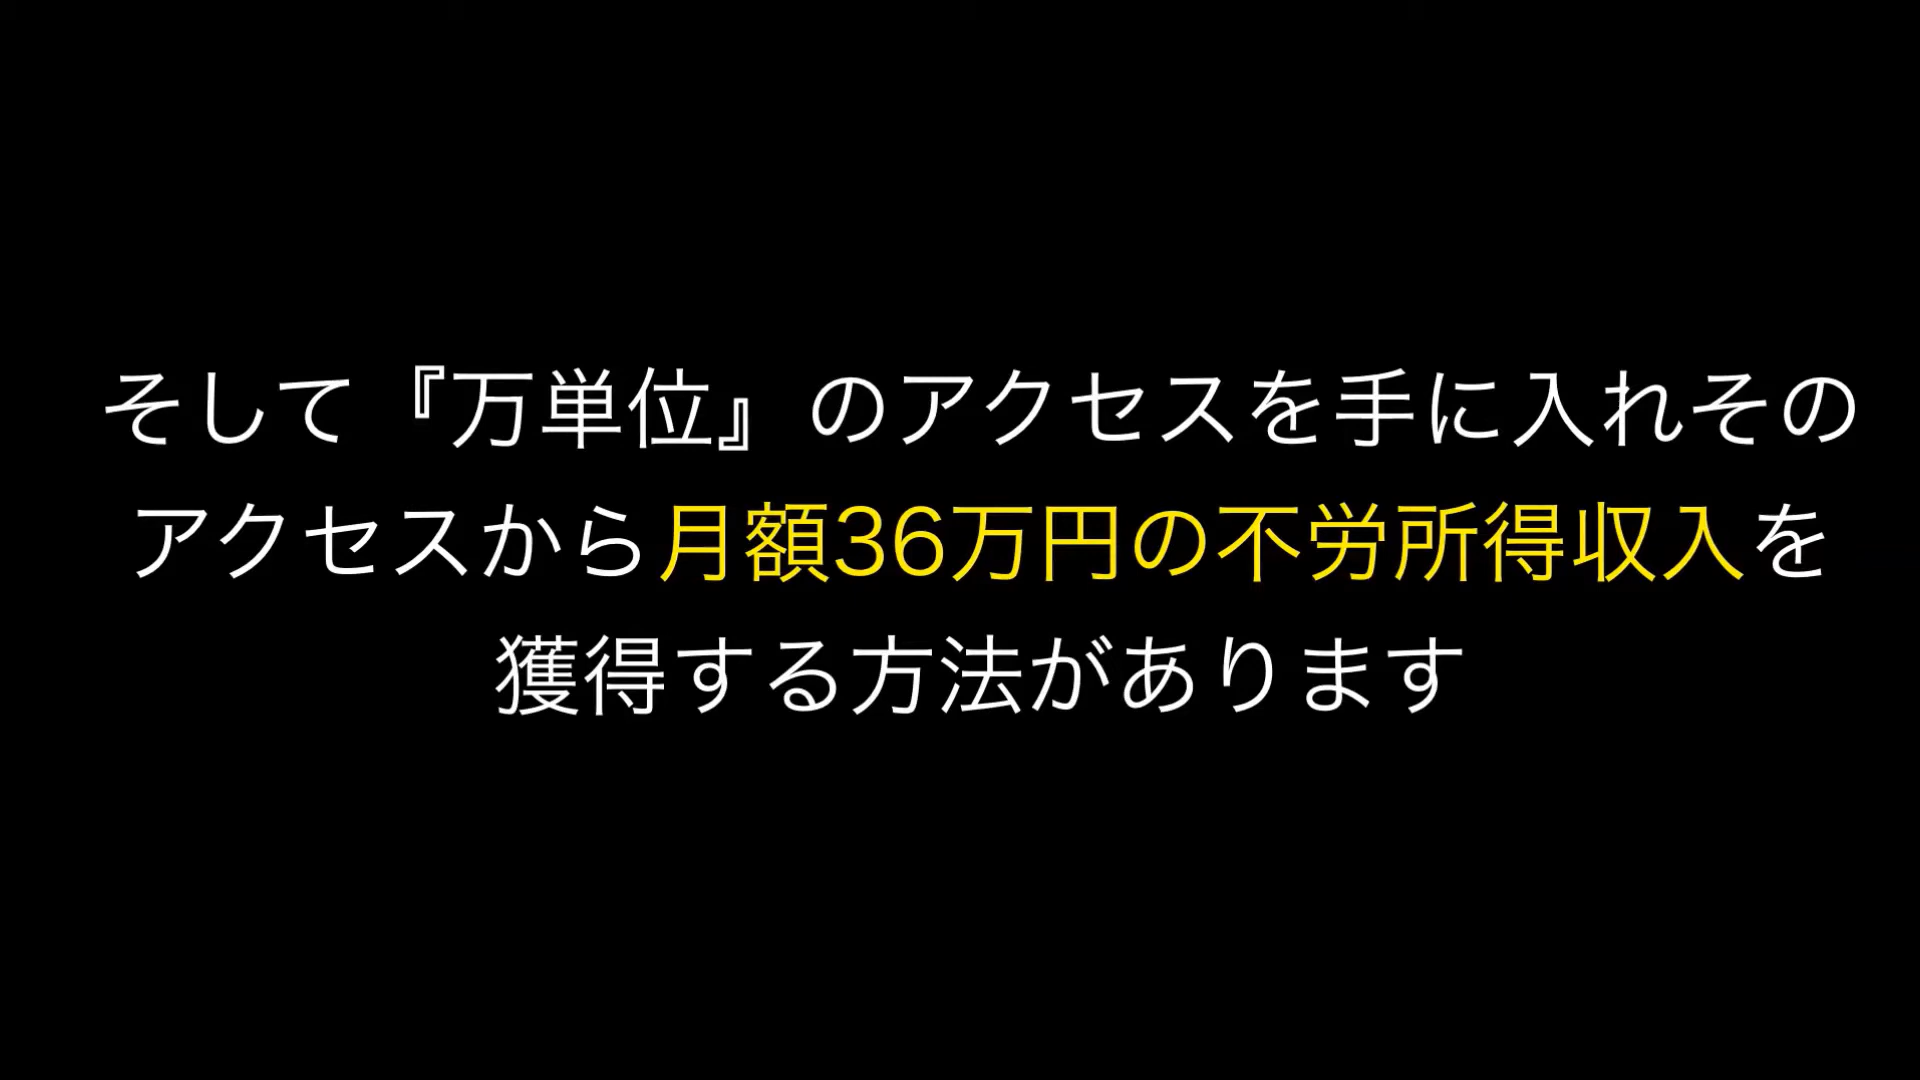 そして『万単位』のアクセスを手に入れその
アクセスから月額36万円の不労所得収入を
獲得する方法があります